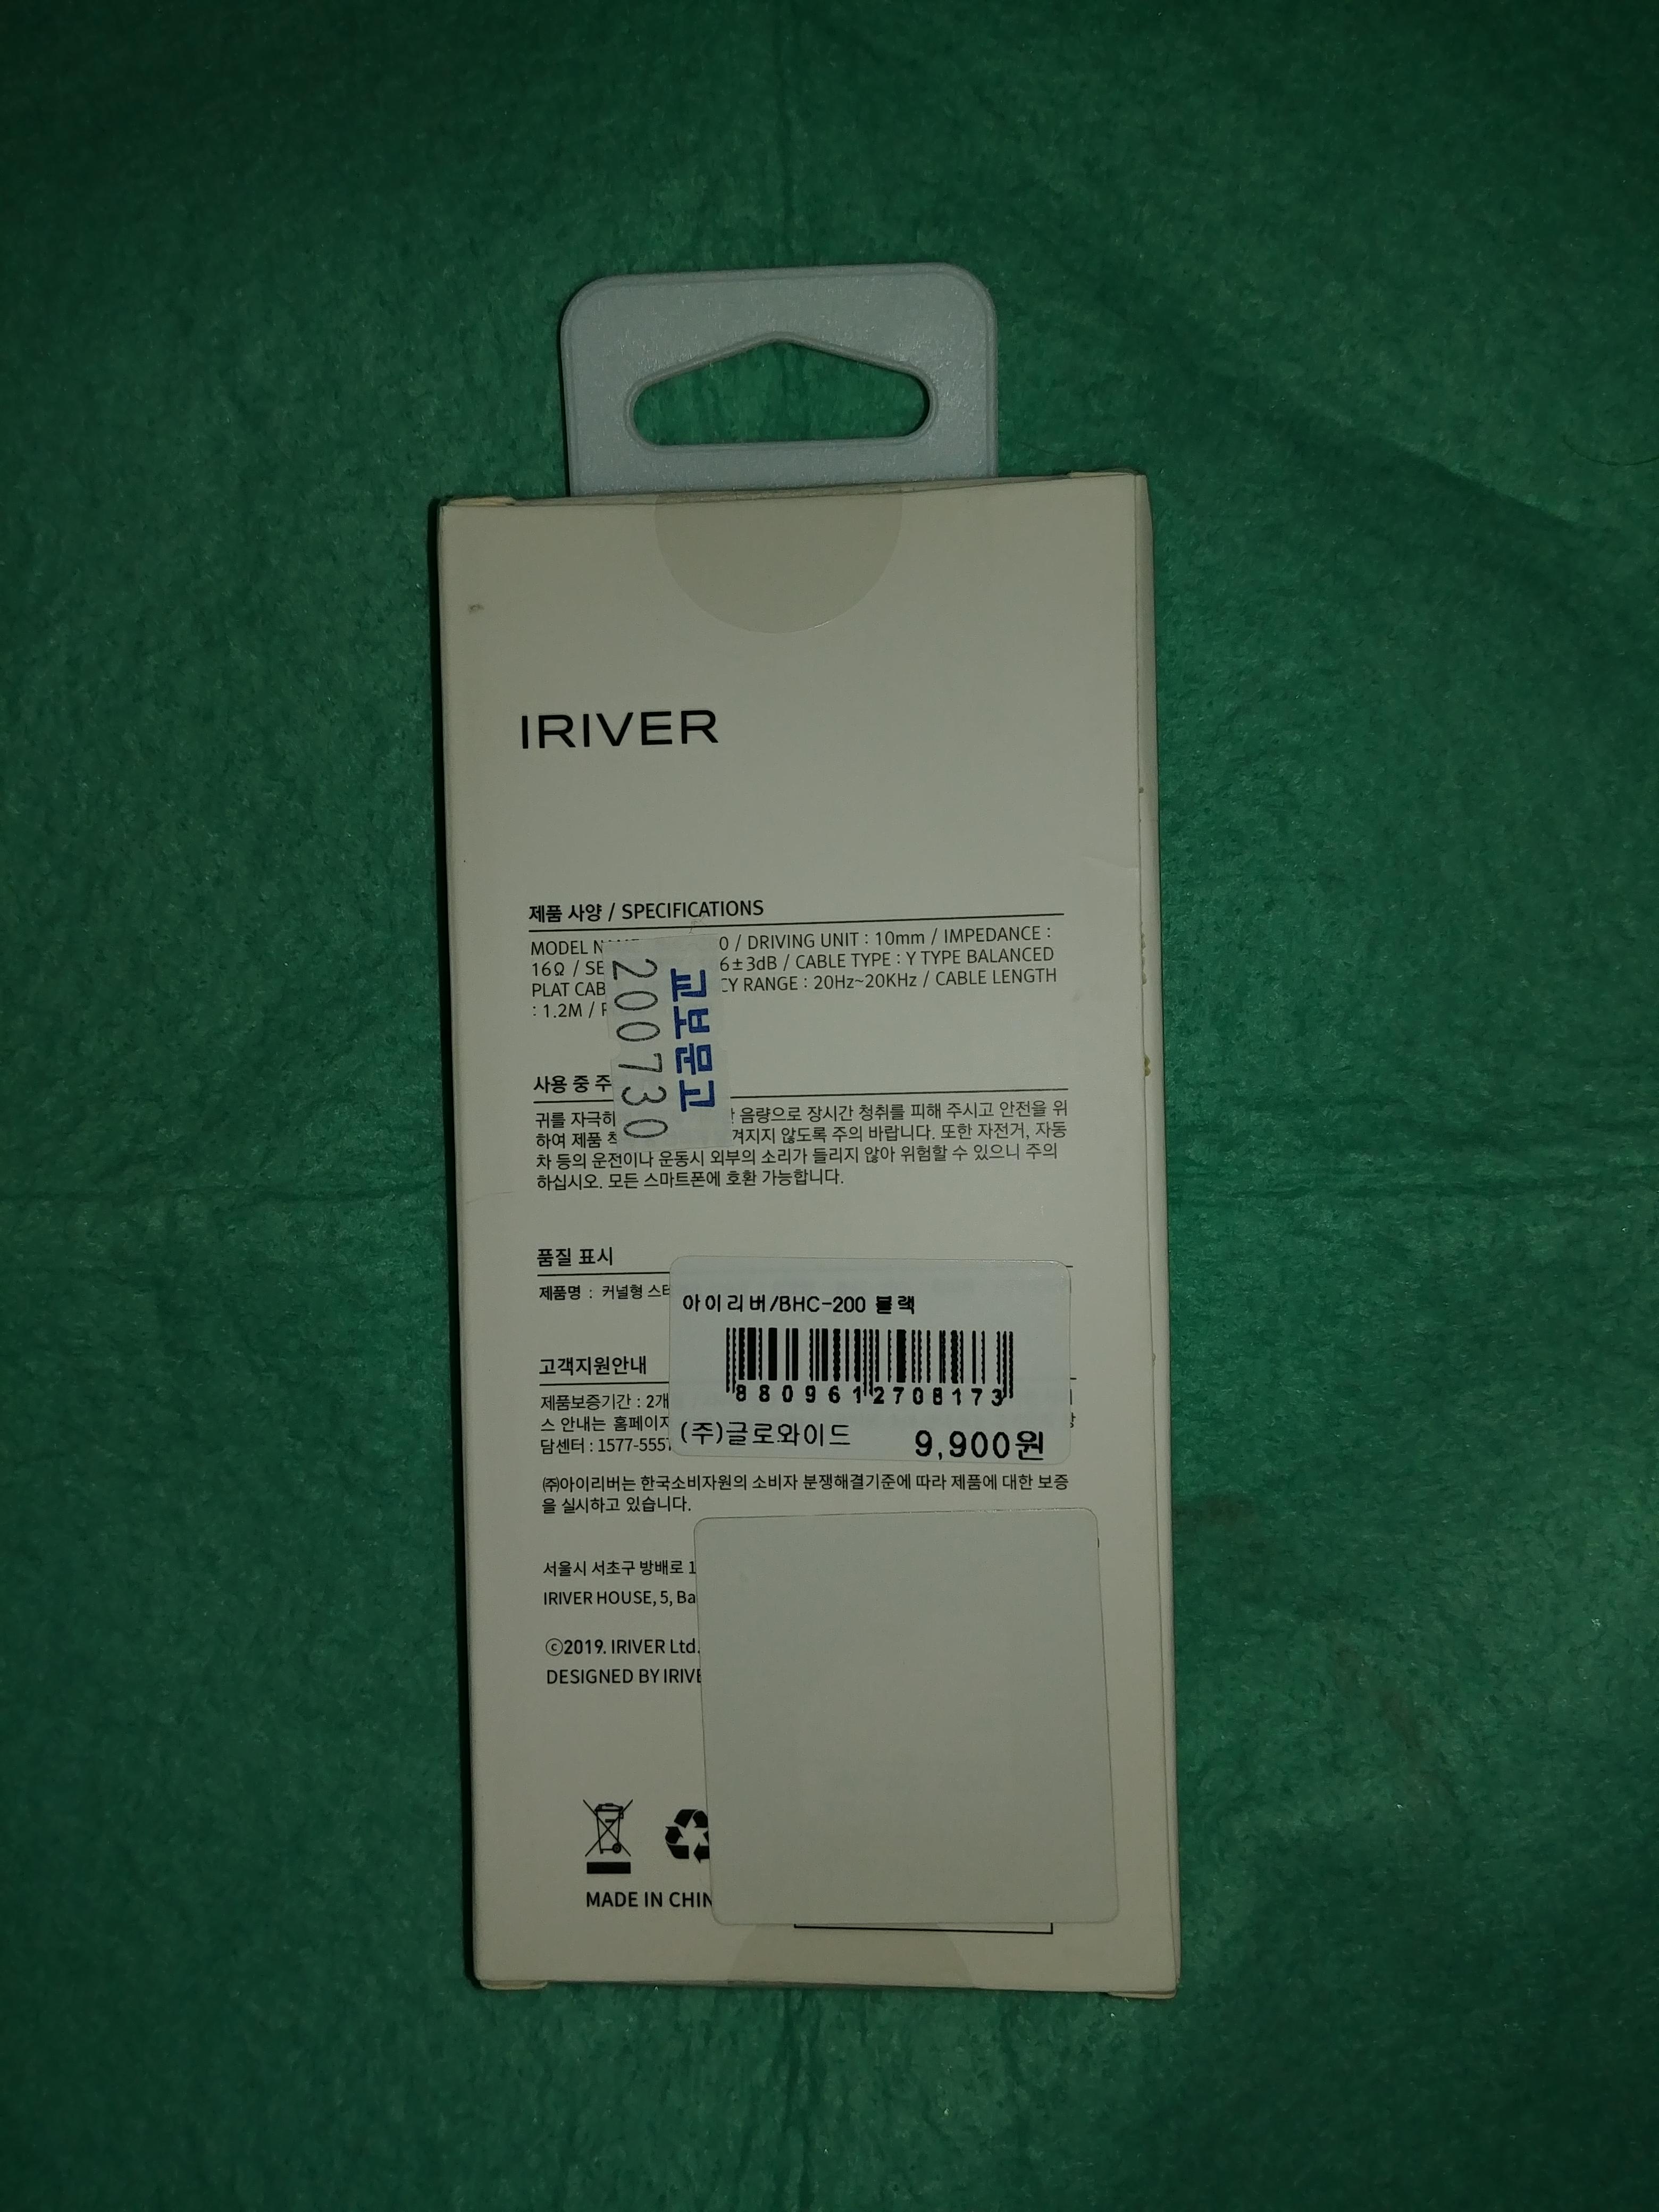 IRIVER
제품 사양 / SPECIFICATIONS
MODEL 0 / DRIVING UNIT : 10mm / IMPEDANCE :
16Ω / 6±3dB / CABLE TYPE : Y TYPE BALANCED
PLAT CAB CY RANGE : 20Hz~20KHz / CABLE LENGTH
: 1.2M /
교보문고
200730
사용 중 주
귀를 자극하 음량으로 장시간 청취를 피해 주시고 안전을 위
하여 제품 겨지지 않도록 주의 바랍니다. 또한 자전거, 자동
차 등의 운전이나 운동시 외부의 소리가 들리지 않아 위험할 수 있으니 주의
하십시오. 모든 스마트폰에 호환 가능합니다.
품질 표시
제품명 : 커널형 스테
아이리버/BHC-200 블랙
8809612708173
(주)글로와이드 9,900원
고객지원안내
제품보증기간 : 2개
스 안내는 홈페이지
담센터 : 1577-555
㈜아이리버는 한국소비자원의 소비자 분쟁해결기준에 따라 제품에 대한 보증
을 실시하고 있습니다.
서울시 서초구 방배로 1
IRIVER HOUSE, 5, Ba
ⓒ2019. IRIVER Ltd.
DESIGNED BY IRIVE
MADE IN CHIN